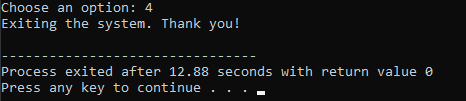 Choose an option: 4
Exiting the system. Thank you!
--------------------------------
Process exited after 12.88 seconds with return value 0
Press any key to continue . . .